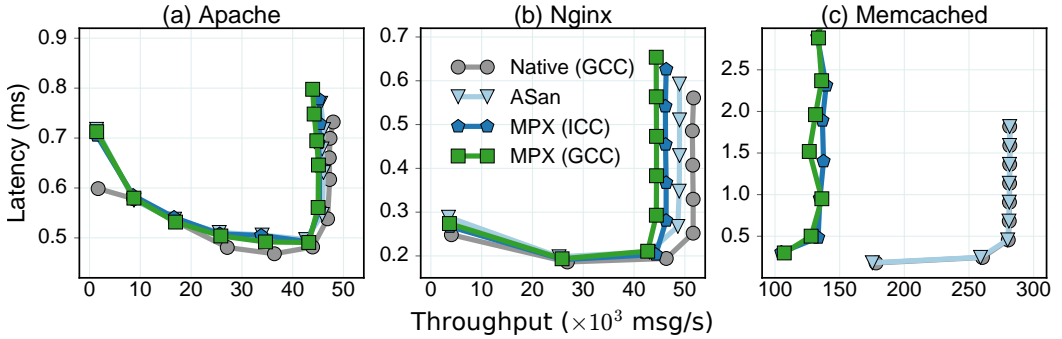 (a) Apache
(b) Nginx
(c) Memcached
Latency (ms)
0.9
0.8
0.7
0.6
0.5
0 10 20 30 40 50
0.7
0.6
0.5
0.4
0.3
0.2
0 10 20 30 40 50
Native (GCC)
ASan
MPX (ICC)
MPX (GCC)
2.5
2.0
1.5
1.0
0.5
100 150 200 250 300
Throughput (×10³ msg/s)